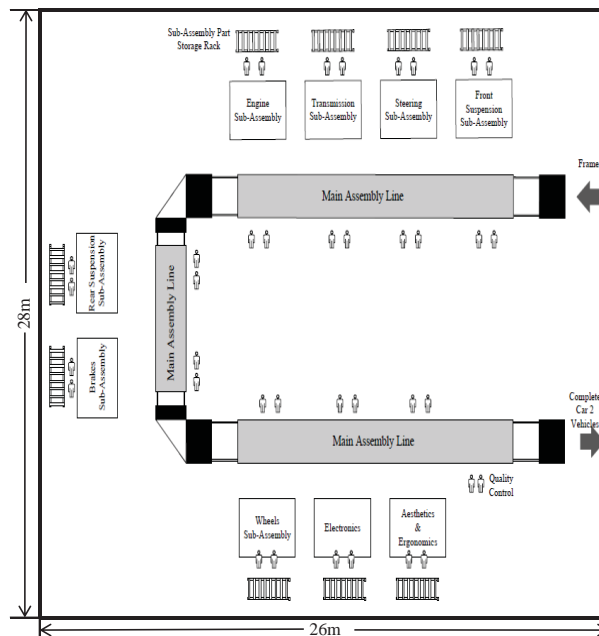 Sub-Assembly Part
Storage Rack
Engine
Sub-Assembly
Transmission
Sub-Assembly
Steering
Sub-Assembly
Front
Suspension
Sub-Assembly
Frame
Main Assembly Line
Rear Suspension
Sub-Assembly
Main Assembly Line
Brakes
Sub-Assembly
28m
Complete
Car 2
Vehicles
Main Assembly Line
Quality
Control
Wheels
Sub-Assembly
Electronics
Aesthetics
&
Ergonomics
26m